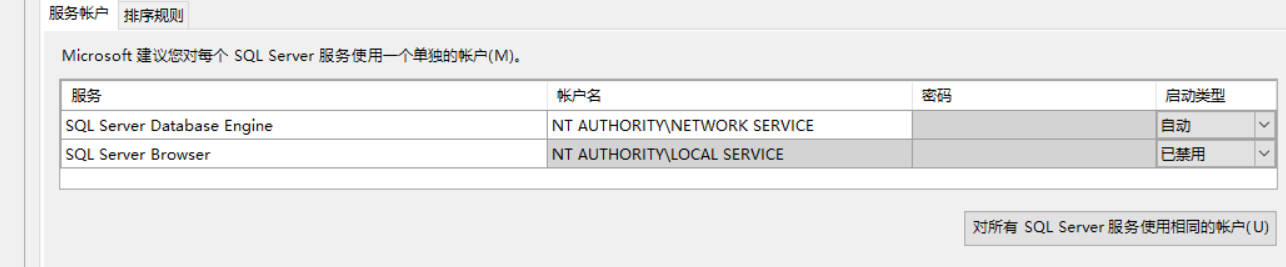 服务帐户 排序规则
Microsoft 建议您对每个 SQL Server 服务使用一个单独的帐户(M)。
服务 帐户名 密码 启动类型
SQL Server Database Engine NT AUTHORITY\NETWORK SERVICE 自动
SQL Server Browser NT AUTHORITY\LOCAL SERVICE 已禁用
对所有 SQL Server 服务使用相同的帐户(U)